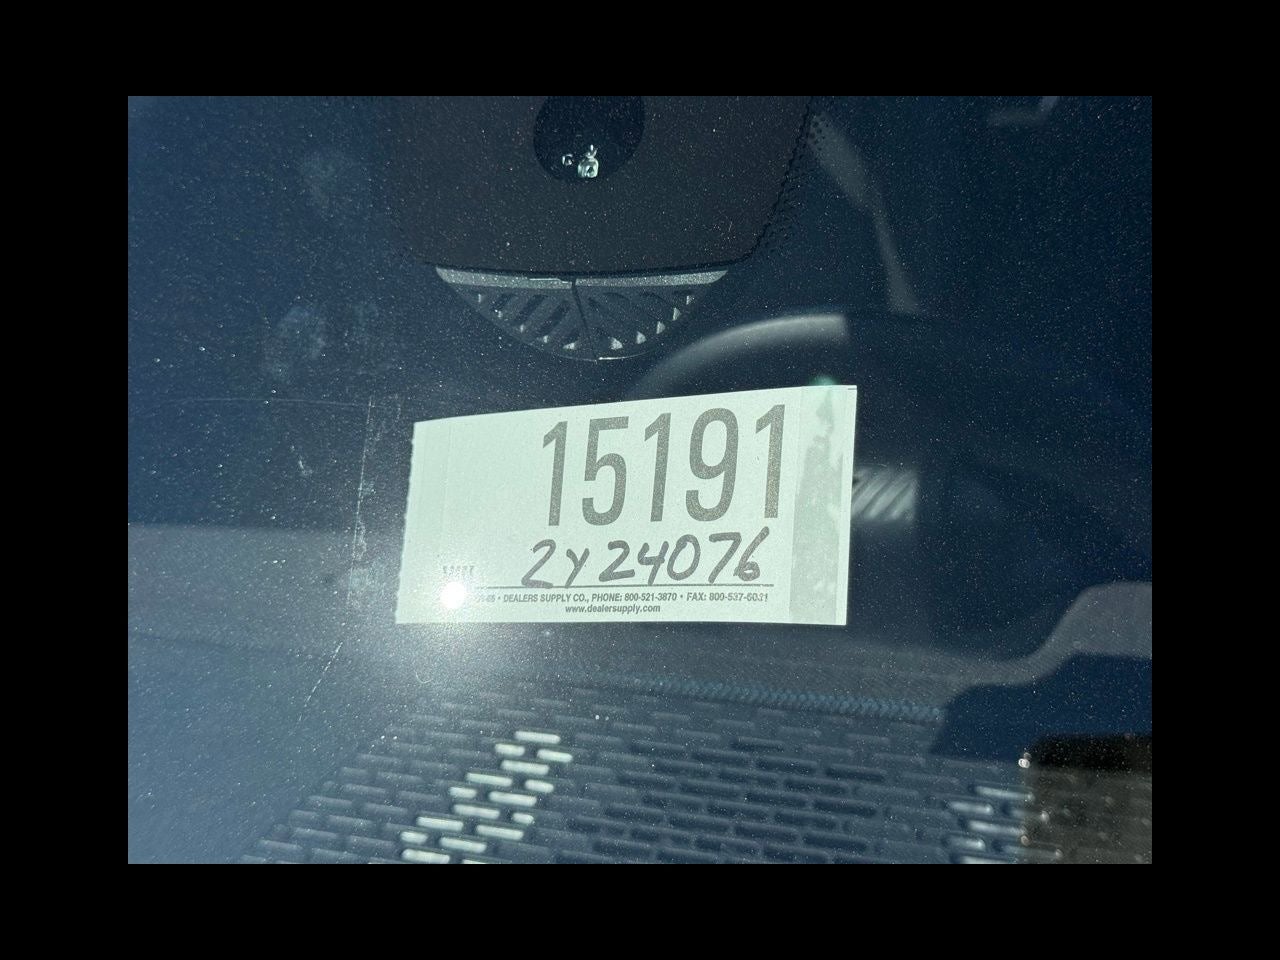 15191
2Y24076
• DEALERS SUPPLY CO., PHONE: 800-521-3870 • FAX: 800-537-6031
www.dealersupply.com